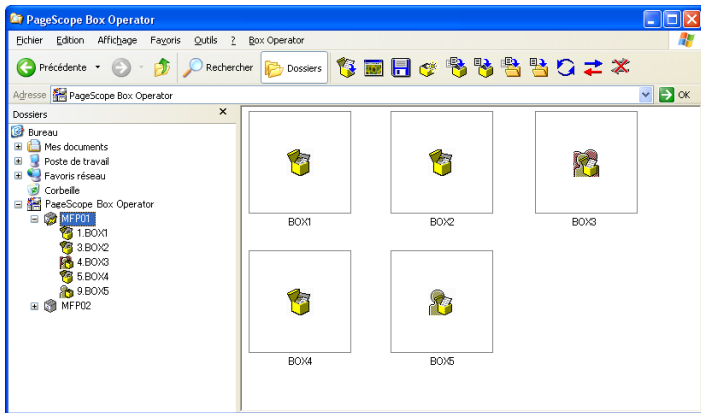 PageScope Box Operator
Fichier Edition Affichage Favoris Outils ? Box Operator
Précédente Rechercher Dossiers
Adresse PageScope Box Operator OK
Dossiers
Bureau
Mes documents
Poste de travail
Favoris réseau
Corbeille
PageScope Box Operator
MFP01
1.BOX1
3.BOX2
4.BOX3
5.BOX4
9.BOX5
MFP02
BOX1 BOX2 BOX3
BOX4 BOX5